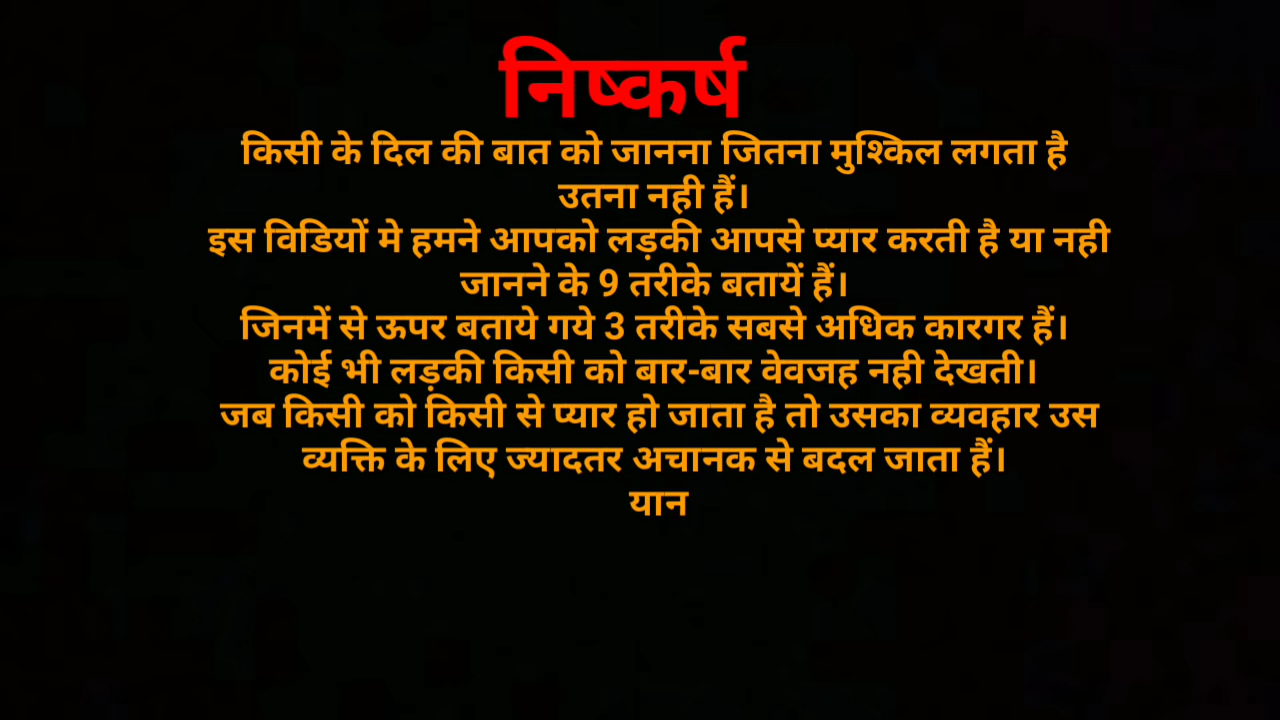 निष्कर्ष
किसी के दिल की बात को जानना जितना मुश्किल लगता है
उतना नही हैं।
इस विडियों मे हमने आपको लड़की आपसे प्यार करती है या नही
जानने के 9 तरीके बतायें हैं।
जिनमें से ऊपर बताये गये 3 तरीके सबसे अधिक कारगर हैं।
कोई भी लड़की किसी को बार-बार वेवजह नही देखती।
जब किसी को किसी से प्यार हो जाता है तो उसका व्यवहार उस
व्यक्ति के लिए ज्यादतर अचानक से बदल जाता हैं।
यान